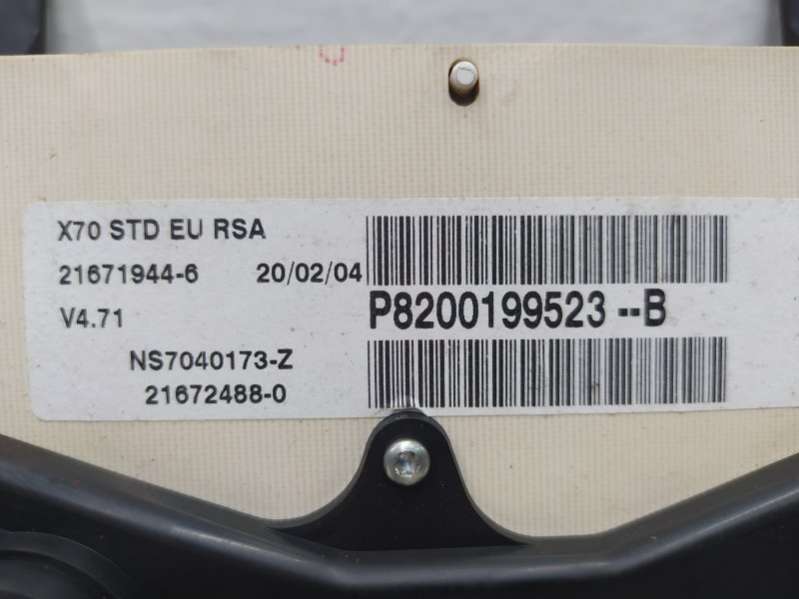 X70 STD EU RSA
21671944-6 20/02/04
V4.71
P8200199523--B
NS7040173-Z
21672488-0